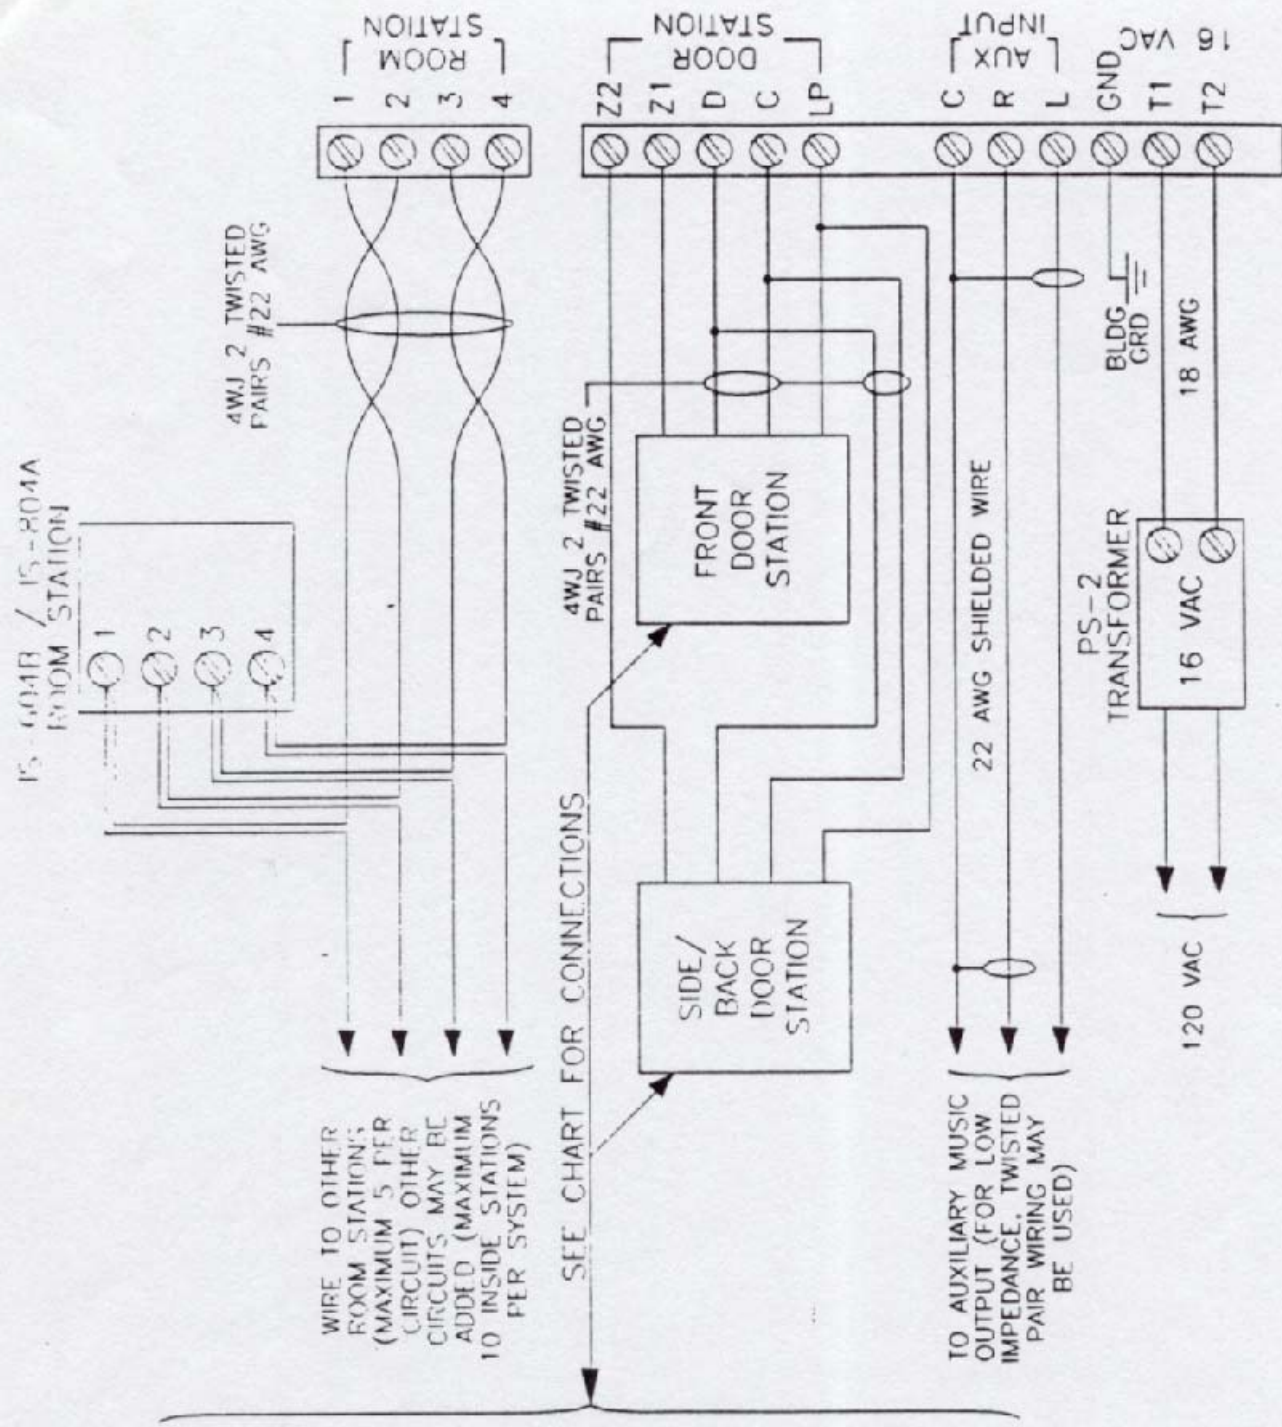 ROOM
STATION
1
2
3
4
DOOR
STATION
Z2
Z1
D
C
LP
AUX
INPUT
C
R
L
GND
16 VAC
T1
T2
4WJ 2 TWISTED
PAIRS #22 AWG
IS-604B / IS-804A
ROOM STATION
1
2
3
4
WIRE TO OTHER
ROOM STATIONS
(MAXIMUM 5 PER
CIRCUIT) OTHER
CIRCUITS MAY BE
ADDED (MAXIMUM
10 INSIDE STATIONS
PER SYSTEM)
4WJ 2 TWISTED
PAIRS #22 AWG
FRONT
DOOR
STATION
SEE CHART FOR CONNECTIONS
SIDE/
BACK
DOOR
STATION
22 AWG SHIELDED WIRE
TO AUXILIARY MUSIC
OUTPUT (FOR LOW
IMPEDANCE, TWISTED
PAIR WIRING MAY
BE USED)
BLDG
GRD
18 AWG
PS-2
TRANSFORMER
16 VAC
120 VAC